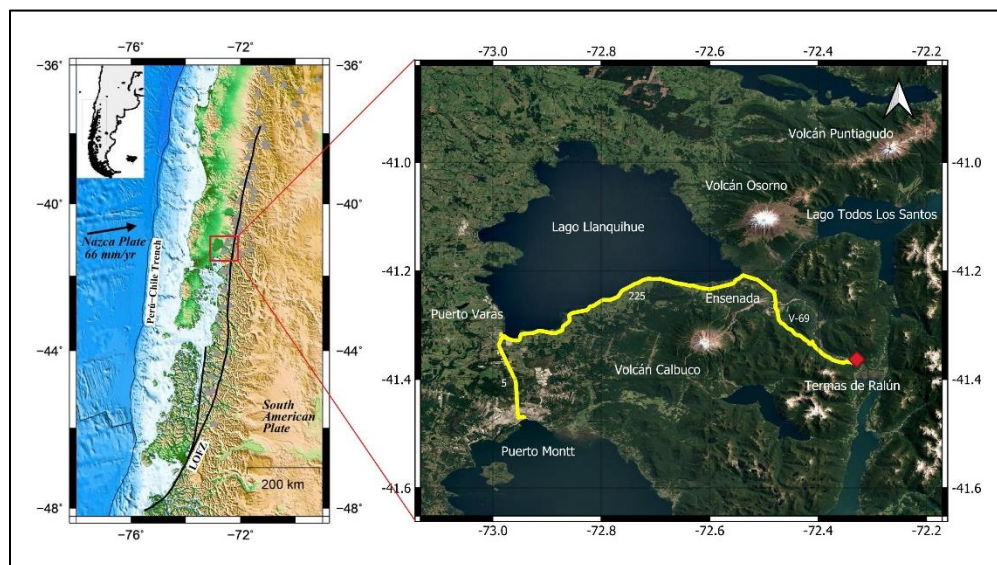 −76°
−72°
−36°
−36°
−40°
−40°
Nazca Plate
66 mm/yr
Perú-Chile Trench
−44°
−44°
South
American
Plate
LOFZ
200 km
−48°
−48°
−76°
−72°
-73.0
-72.8
-72.6
-72.4
-72.2
Volcán Puntiagudo
-41.0
-41.0
Volcán Osorno
Lago Todos Los Santos
Lago Llanquihue
-41.2
-41.2
225
Ensenada
Puerto Varas
V-69
Volcán Calbuco
5
Termas de Ralún
-41.4
-41.4
Puerto Montt
-41.6
-41.6
-73.0
-72.8
-72.6
-72.4
-72.2